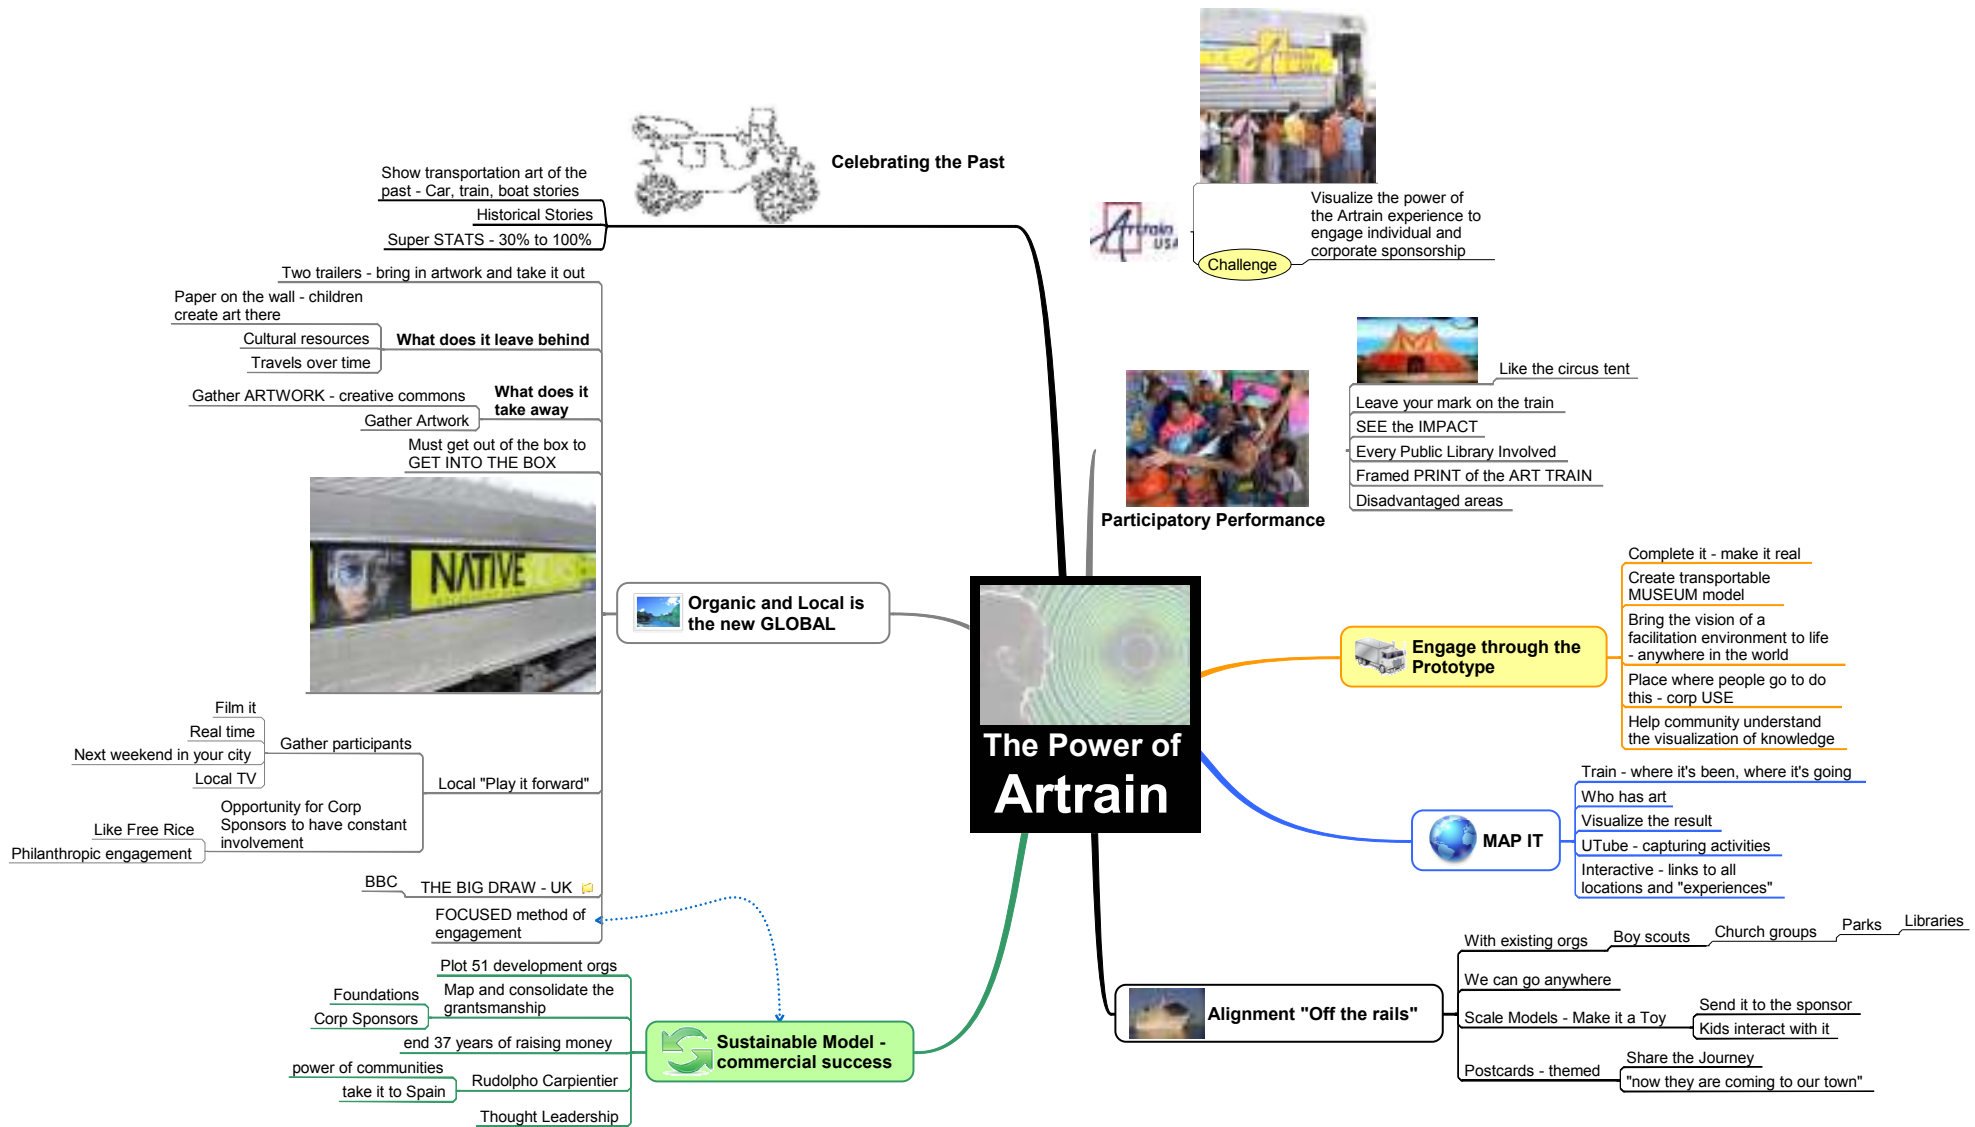 Celebrating the Past
Show transportation art of the
past - Car, train, boat stories
Historical Stories
Super STATS - 30% to 100%
Artrain
USA
Visualize the power of
the Artrain experience to
engage individual and
corporate sponsorship
Challenge
Two trailers - bring in artwork and take it out
Paper on the wall - children
create art there
Cultural resources
Travels over time
What does it leave behind
Gather ARTWORK - creative commons
Gather Artwork
What does it
take away
Must get out of the box to
GET INTO THE BOX
NATIVE
Organic and Local is
the new GLOBAL
Film it
Real time
Next weekend in your city
Local TV
Gather participants
Local "Play it forward"
Opportunity for Corp
Sponsors to have constant
involvement
Like Free Rice
Philanthropic engagement
BBC
THE BIG DRAW - UK
FOCUSED method of
engagement
Plot 51 development orgs
Map and consolidate the
grantsmanship
Foundations
Corp Sponsors
end 37 years of raising money
power of communities
take it to Spain
Rudolpho Carpientier
Thought Leadership
Sustainable Model -
commercial success
The Power of
Artrain
Participatory Performance
Like the circus tent
Leave your mark on the train
SEE the IMPACT
Every Public Library Involved
Framed PRINT of the ART TRAIN
Disadvantaged areas
Engage through the
Prototype
Complete it - make it real
Create transportable
MUSEUM model
Bring the vision of a
facilitation environment to life
- anywhere in the world
Place where people go to do
this - corp USE
Help community understand
the visualization of knowledge
MAP IT
Train - where it's been, where it's going
Who has art
Visualize the result
UTube - capturing activities
Interactive - links to all
locations and "experiences"
Alignment "Off the rails"
With existing orgs
Boy scouts
Church groups
Parks
Libraries
We can go anywhere
Scale Models - Make it a Toy
Send it to the sponsor
Kids interact with it
Postcards - themed
Share the Journey
"now they are coming to our town"